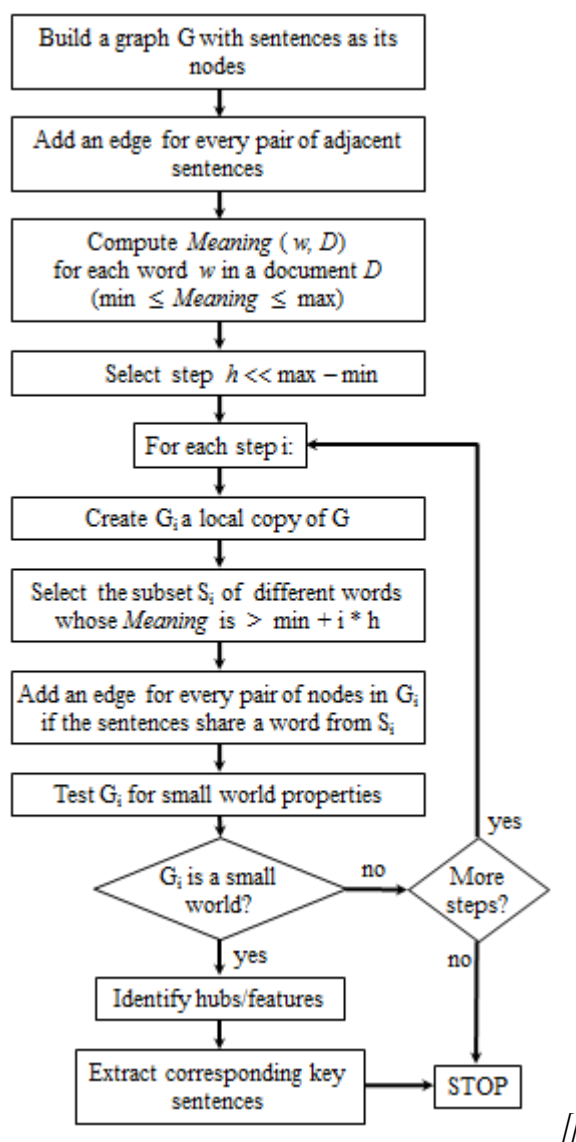 Build a graph G with sentences as its
nodes
Add an edge for every pair of adjacent
sentences
Compute Meaning ( w, D)
for each word w in a document D
(min ≤ Meaning ≤ max)
Select step h << max – min
For each step i:
Create Gᵢ a local copy of G
Select the subset Sᵢ of different words
whose Meaning is > min + i * h
Add an edge for every pair of nodes in Gᵢ
if the sentences share a word from Sᵢ
Test Gᵢ for small world properties
yes
Gᵢ is a small
world?
no
More
steps?
yes
no
Identify hubs/features
Extract corresponding key
sentences
STOP